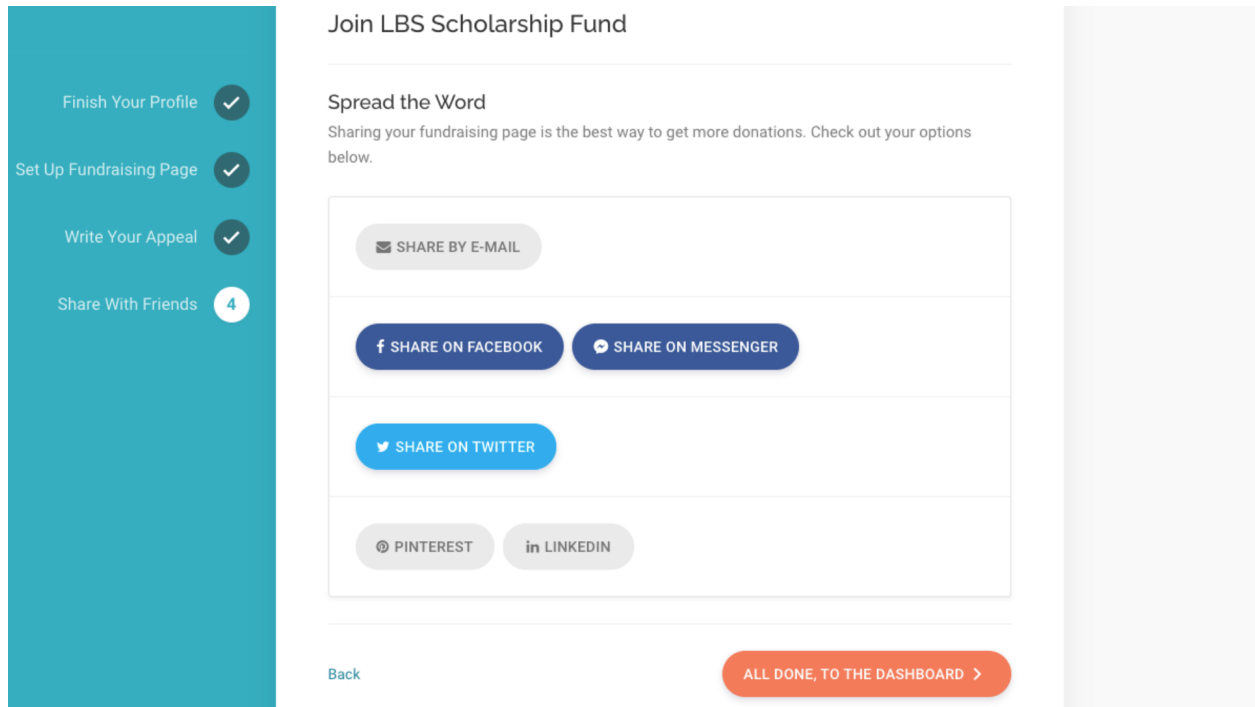 Join LBS Scholarship Fund
Finish Your Profile
Set Up Fundraising Page
Write Your Appeal
Share With Friends 4
Spread the Word
Sharing your fundraising page is the best way to get more donations. Check out your options
below.
SHARE BY E-MAIL
SHARE ON FACEBOOK SHARE ON MESSENGER
SHARE ON TWITTER
PINTEREST in LINKEDIN
Back ALL DONE, TO THE DASHBOARD